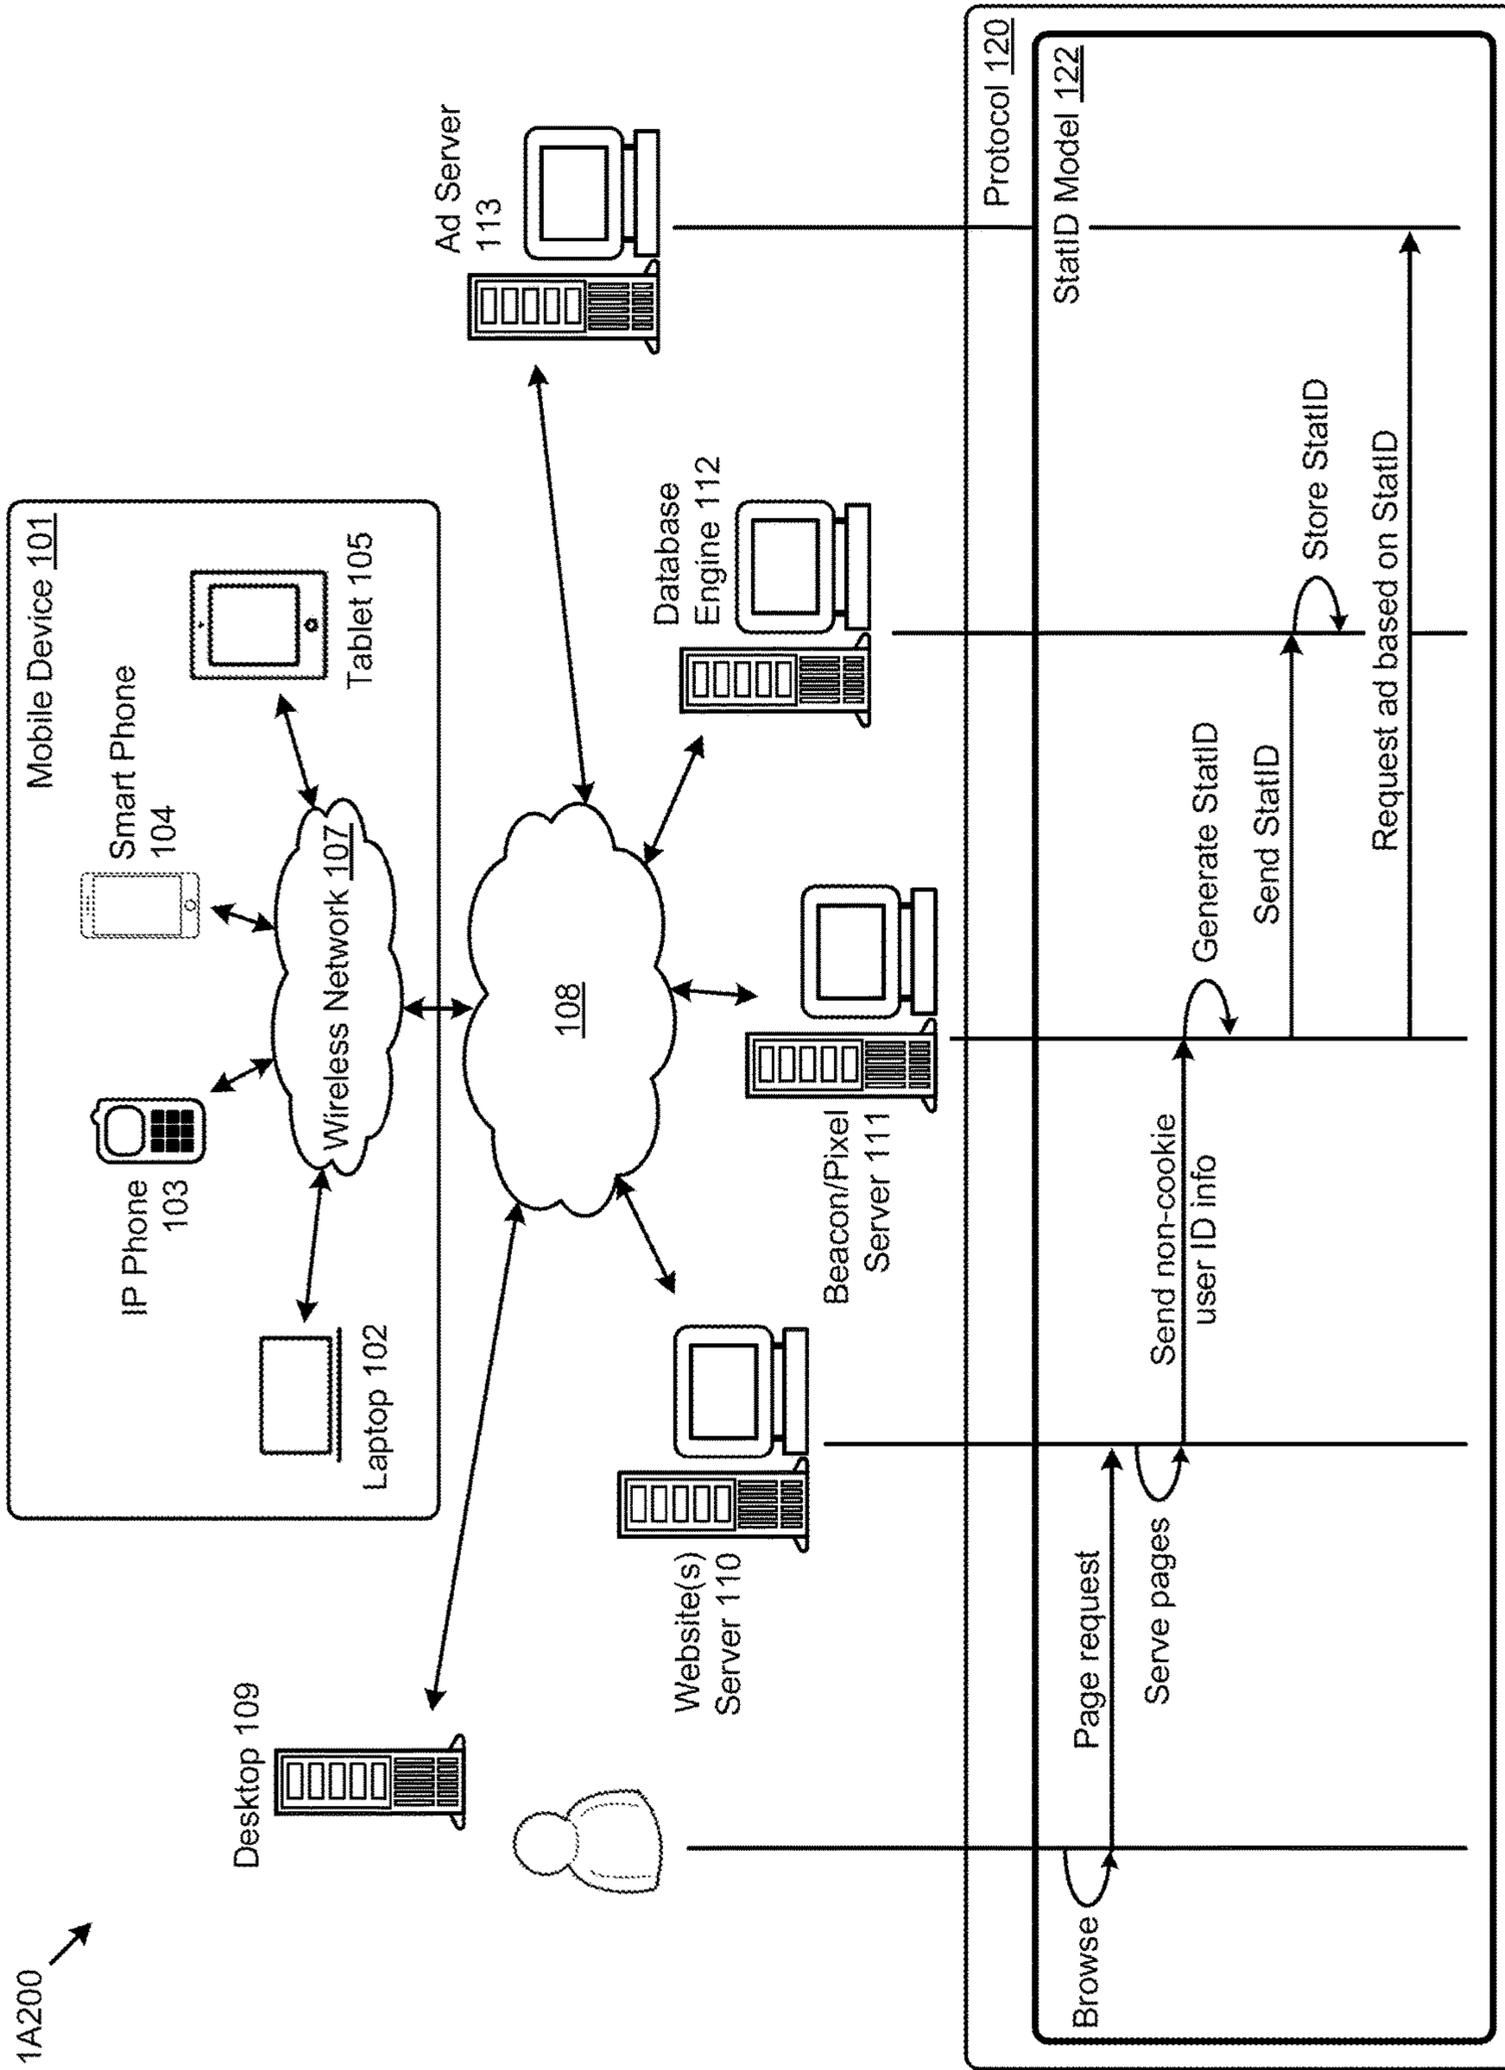 1A200
Mobile Device 101
IP Phone
103
Smart Phone
104
Laptop 102
Wireless Network 107
Tablet 105
Desktop 109
108
Ad Server
113
Website(s)
Server 110
Beacon/Pixel
Server 111
Database
Engine 112
Protocol 120
StatID Model 122
Browse
Page request
Serve pages
Send non-cookie
user ID info
Generate StatID
Send StatID
Store StatID
Request ad based on StatID